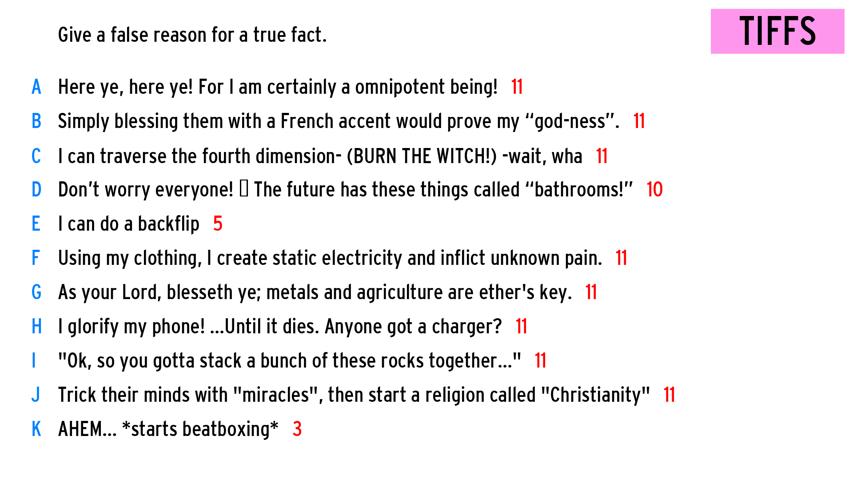 Give a false reason for a true fact.
TIFFS
A Here ye, here ye! For I am certainly a omnipotent being! 11
B Simply blessing them with a French accent would prove my “god-ness”. 11
C I can traverse the fourth dimension- (BURN THE WITCH!) -wait, wha 11
D Don’t worry everyone! ▯ The future has these things called “bathrooms!” 10
E I can do a backflip 5
F Using my clothing, I create static electricity and inflict unknown pain. 11
G As your Lord, blesseth ye; metals and agriculture are ether's key. 11
H I glorify my phone! ...Until it dies. Anyone got a charger? 11
I "Ok, so you gotta stack a bunch of these rocks together..." 11
J Trick their minds with "miracles", then start a religion called "Christianity" 11
K AHEM... *starts beatboxing* 3